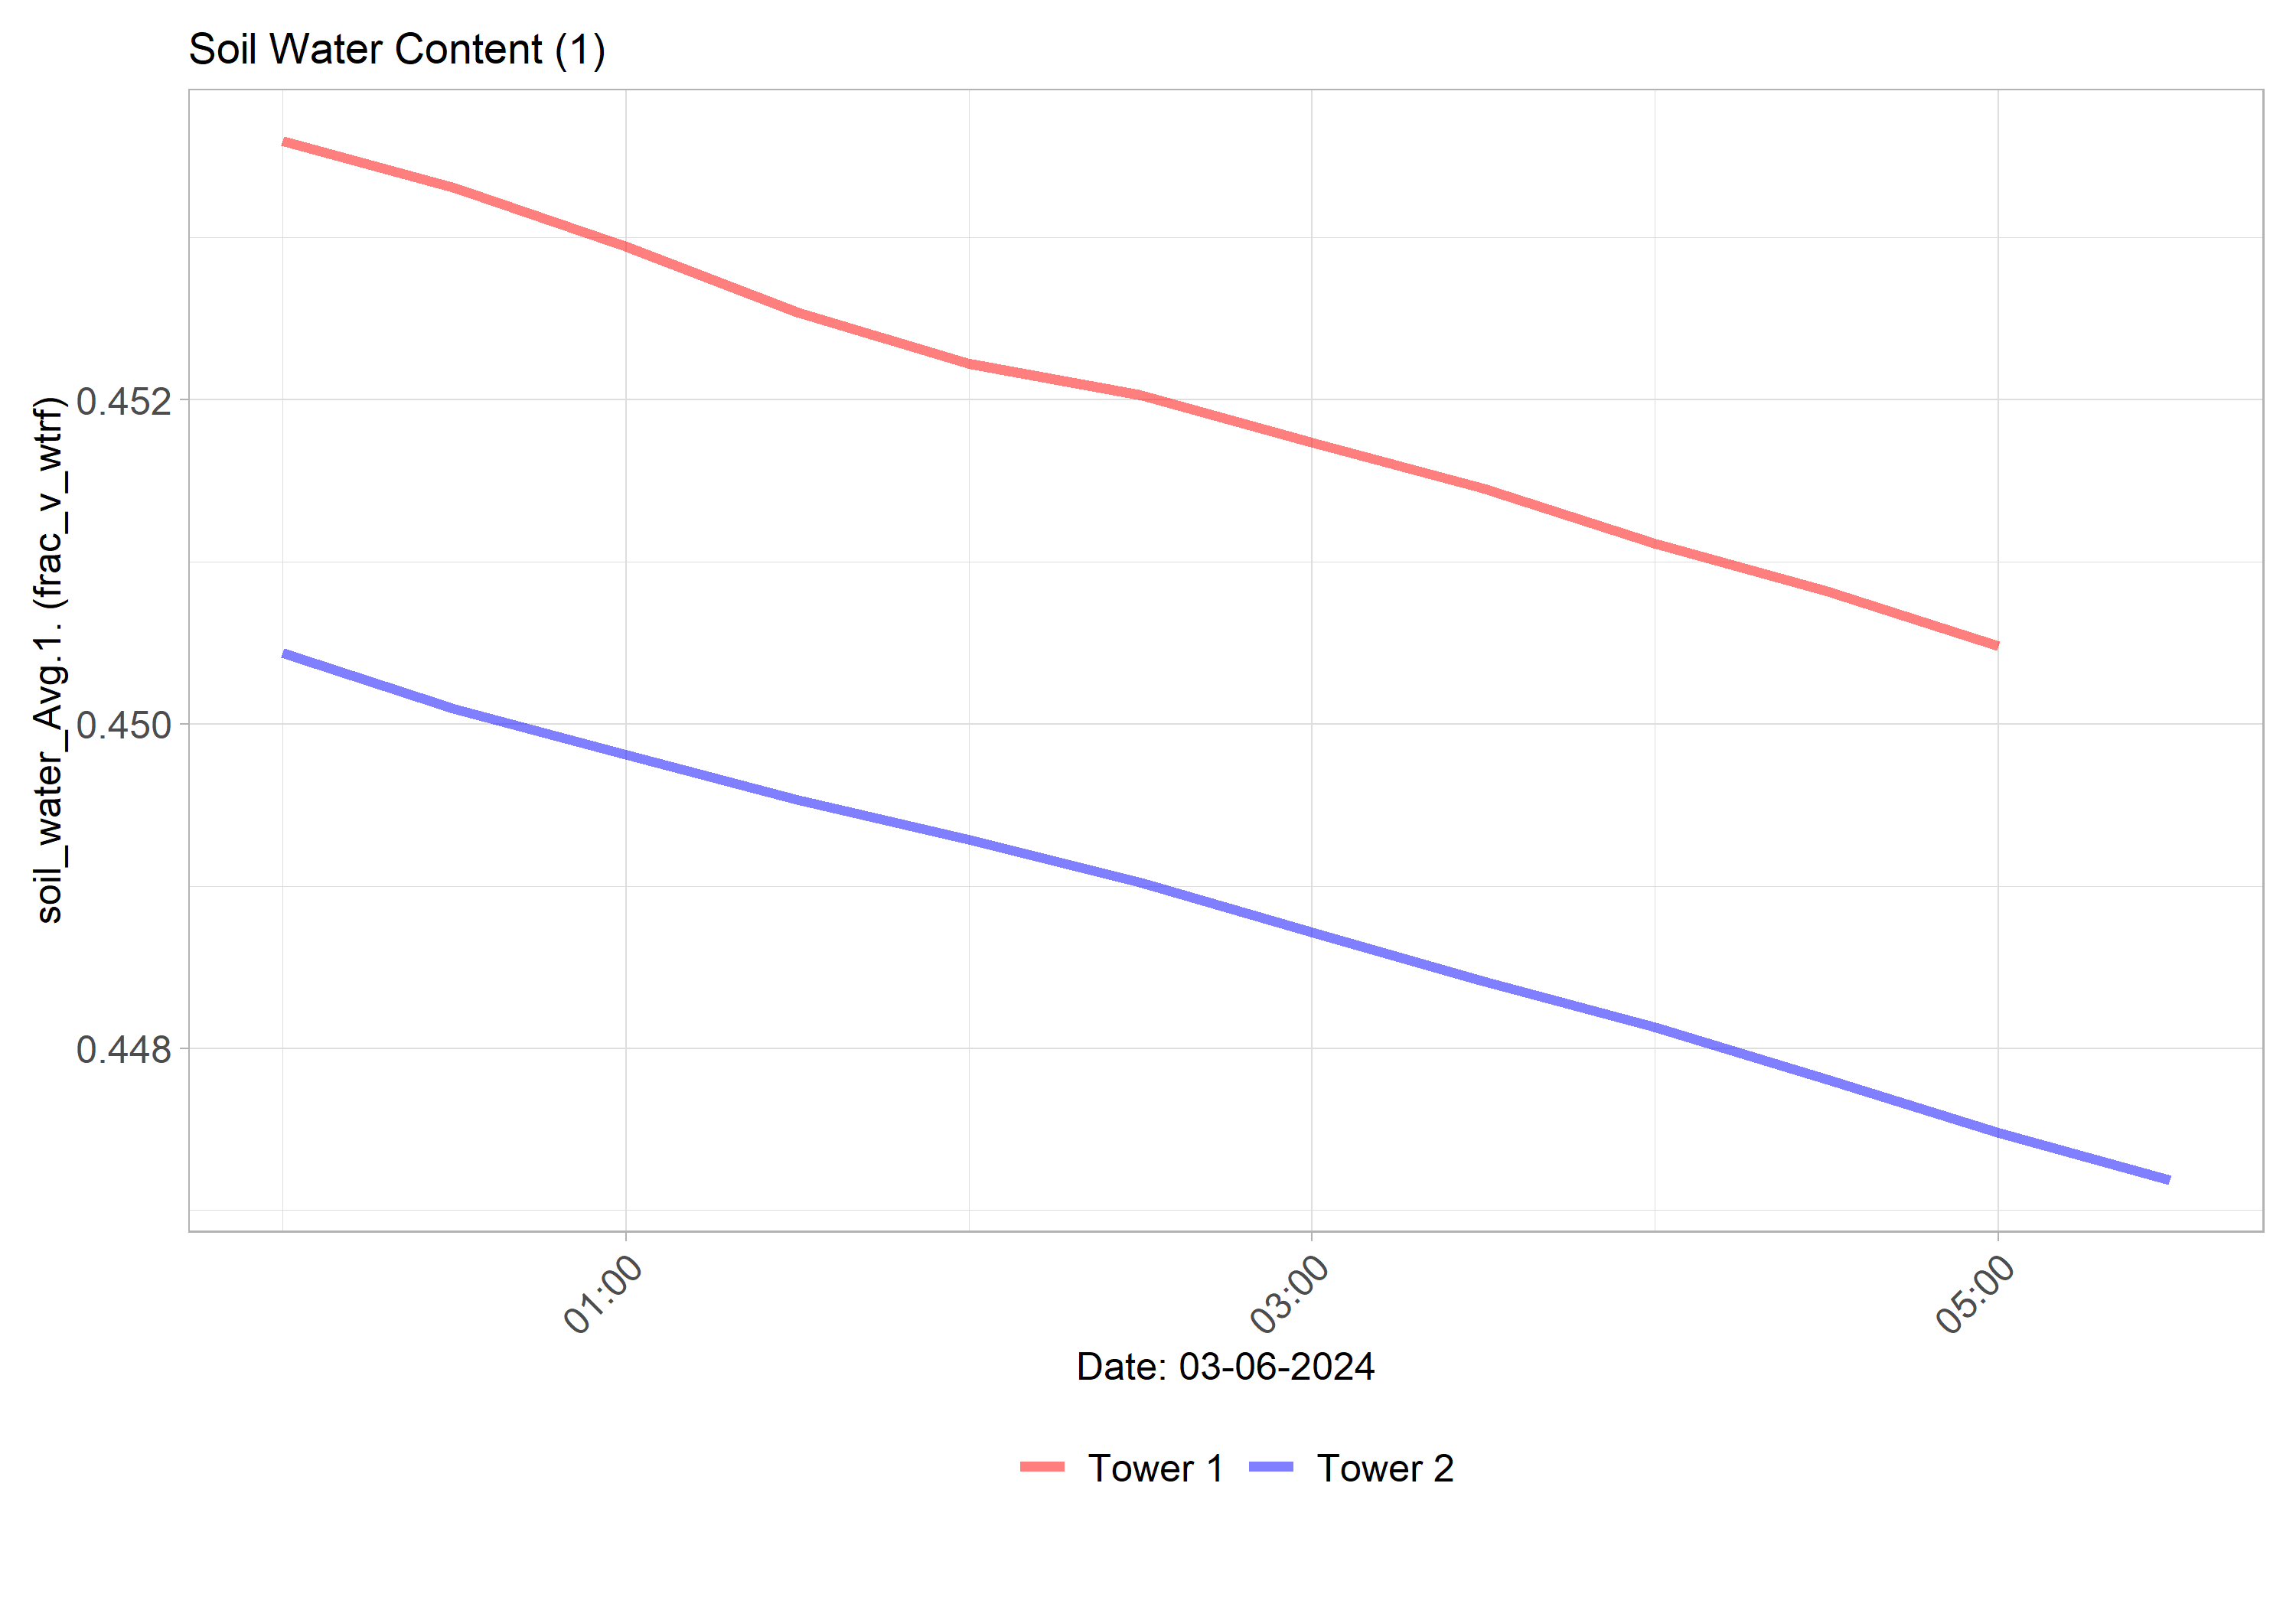 Soil Water Content (1)
soil_water_Avg.1. (frac_v_wtrf)
0.452
0.450
0.448
01:00
03:00
05:00
Date: 03-06-2024
Tower 1
Tower 2